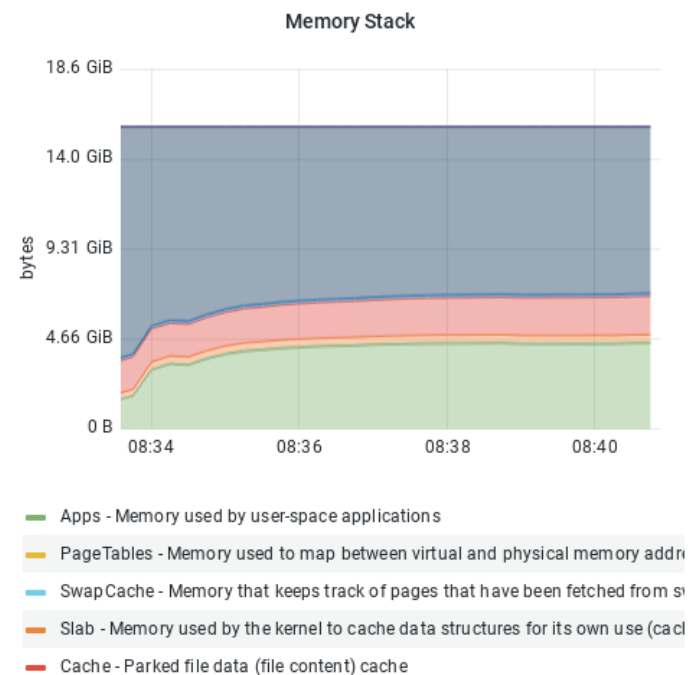 Memory Stack
18.6 GiB
14.0 GiB
9.31 GiB
4.66 GiB
0 B
bytes
08:34 08:36 08:38 08:40
Apps - Memory used by user-space applications
PageTables - Memory used to map between virtual and physical memory
SwapCache - Memory that keeps track of pages that have been fetched from
Slab - Memory used by the kernel to cache data structures for its own use
Cache - Parked file data (file content) cache